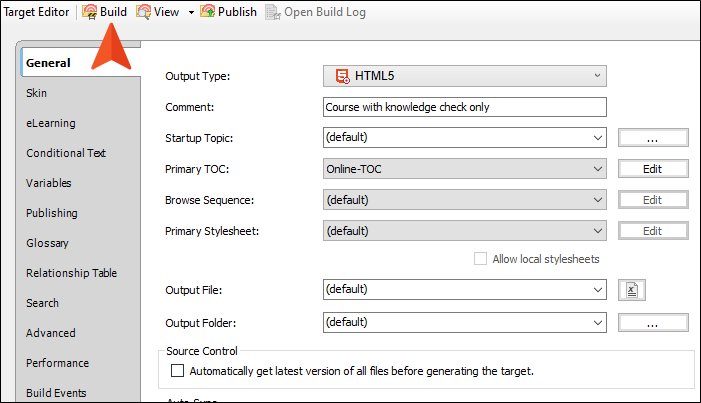 Target Editor Build View Publish Open Build Log
General
Skin
eLearning
Conditional Text
Variables
Publishing
Glossary
Relationship Table
Search
Advanced
Performance
Build Events
Output Type: HTML5
Comment: Course with knowledge check only
Startup Topic: (default) ...
Primary TOC: Online-TOC Edit
Browse Sequence: (default) Edit
Primary Stylesheet: (default) Edit
Allow local stylesheets
Output File: (default)
Output Folder: (default) ...
Source Control
Automatically get latest version of all files before generating the target.